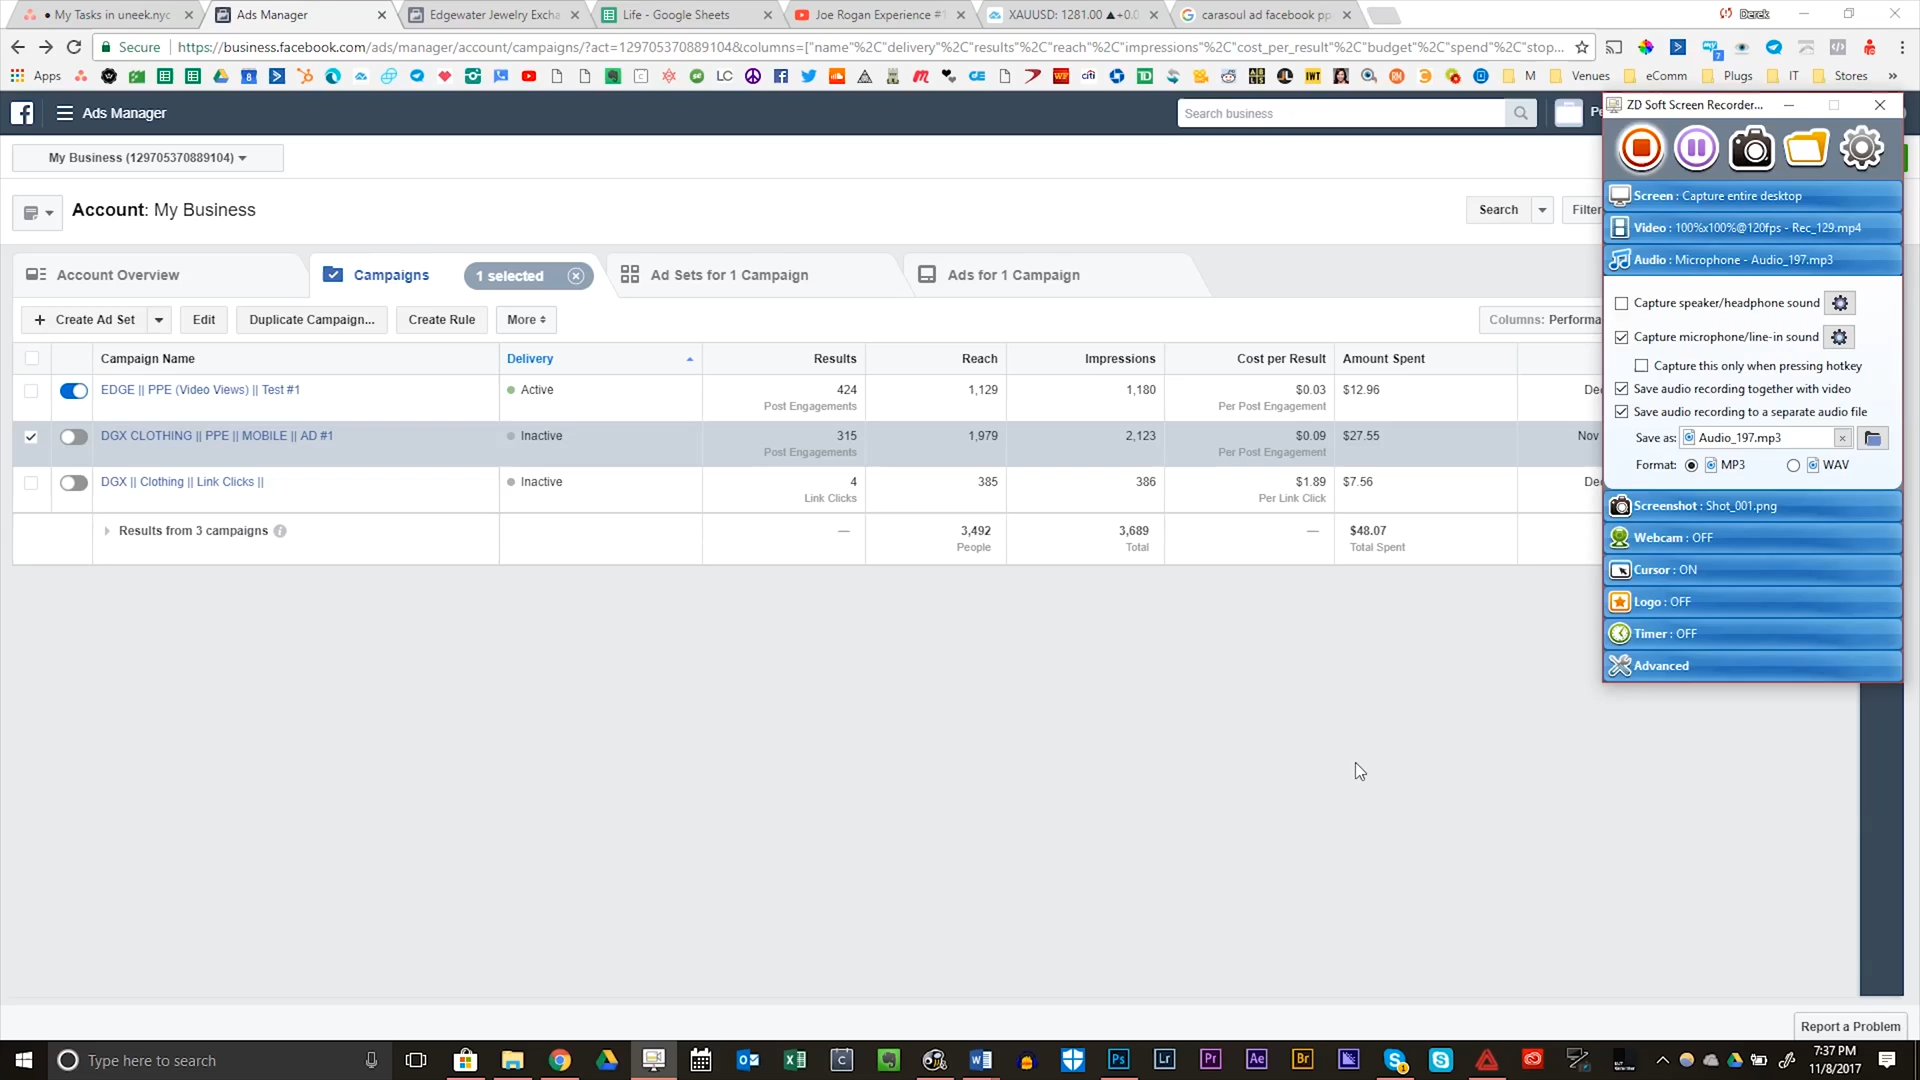 My Tasks in uneek.nyc
Ads Manager
Edgewater Jewelry Excha
Life - Google Sheets
Joe Rogan Experience #1
XAUUSD: 1281.00 ▲+0.0
carasoul ad facebook pp
Derek
Secure
https://business.facebook.com/ads/manager/account/campaigns/?act=129705370889104&columns=["name"%2C"delivery"%2C"results"%2C"reach"%2C"impressions"%2C"cost_per_result"%2C"budget"%2C"spend"%2C"stop...
Apps
LC
M
Venues
eComm
Plugs
IT
Stores
Ads Manager
Search business
ZD Soft Screen Recorder...
My Business (129705370889104)
Account: My Business
Search
Filter
Screen : Capture entire desktop
Video : 100%x100%@120fps - Rec_129.mp4
Audio : Microphone - Audio_197.mp3
Account Overview
Campaigns
1 selected
Ad Sets for 1 Campaign
Ads for 1 Campaign
Capture speaker/headphone sound
+ Create Ad Set
Edit
Duplicate Campaign...
Create Rule
More
Columns: Performa
Capture microphone/line-in sound
Capture this only when pressing hotkey
Save audio recording together with video
Save audio recording to a separate audio file
Save as: Audio_197.mp3
Format: MP3 WAV
Campaign Name
Delivery
Results
Reach
Impressions
Cost per Result
Amount Spent
EDGE || PPE (Video Views) || Test #1
Active
424
Post Engagements
1,129
1,180
$0.03
Per Post Engagement
$12.96
Dec
DGX CLOTHING || PPE || MOBILE || AD #1
Inactive
315
Post Engagements
1,979
2,123
$0.09
Per Post Engagement
$27.55
Nov
DGX || Clothing || Link Clicks ||
Inactive
4
Link Clicks
385
386
$1.89
Per Link Click
$7.56
Dec
Results from 3 campaigns
—
3,492
People
3,689
Total
—
$48.07
Total Spent
Screenshot : Shot_001.png
Webcam : OFF
Cursor : ON
Logo : OFF
Timer : OFF
Advanced
Report a Problem
Type here to search
7:37 PM
11/8/2017